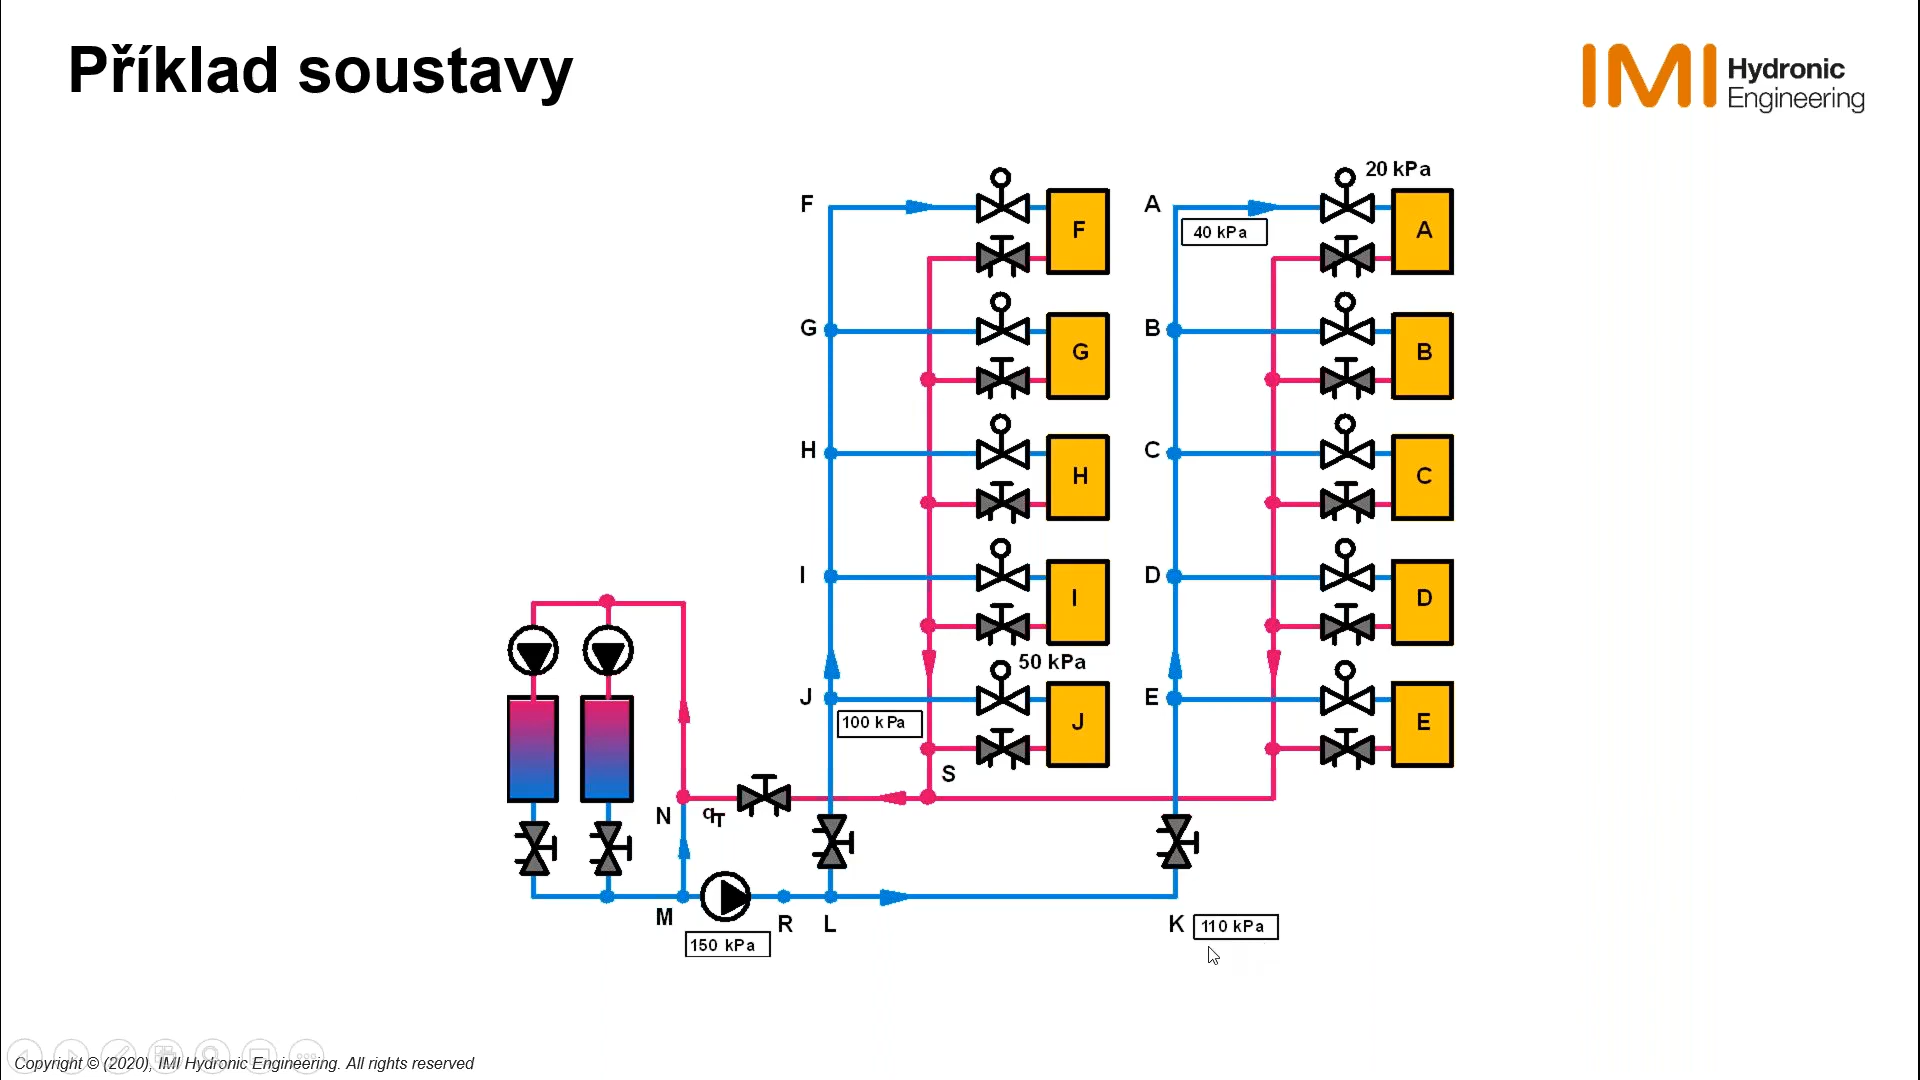 Příklad soustavy
IMI Hydronic
Engineering
20 kPa
F
F
A
40 kPa
A
G
G
B
B
H
H
C
C
I
I
D
D
50 kPa
J
100 kPa
J
E
E
S
N
qT
M
R
L
K
110 kPa
150 kPa
Copyright © (2020), IMI Hydronic Engineering. All rights reserved